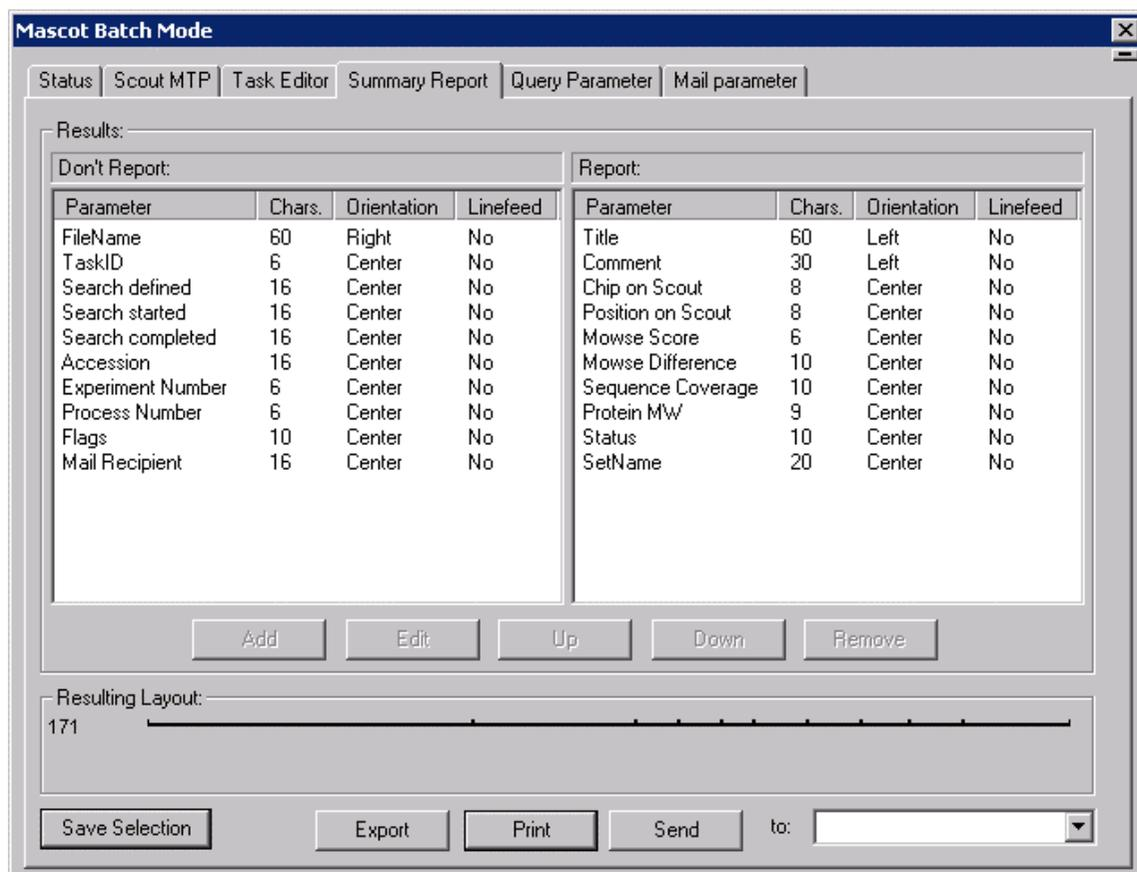 Mascot Batch Mode
Status Scout MTP Task Editor Summary Report Query Parameter Mail parameter
Results:
Don't Report: Report:
Parameter Chars. Orientation Linefeed Parameter Chars. Orientation Linefeed
FileName 60 Right No Title 60 Left No
TaskID 6 Center No Comment 30 Left No
Search defined 16 Center No Chip on Scout 8 Center No
Search started 16 Center No Position on Scout 8 Center No
Search completed 16 Center No Mowse Score 6 Center No
Accession 16 Center No Mowse Difference 10 Center No
Experiment Number 6 Center No Sequence Coverage 10 Center No
Process Number 6 Center No Protein MW 9 Center No
Flags 10 Center No Status 10 Center No
Mail Recipient 16 Center No SetName 20 Center No
Add Edit Up Down Remove
Resulting Layout:
171
Save Selection Export Print Send to: